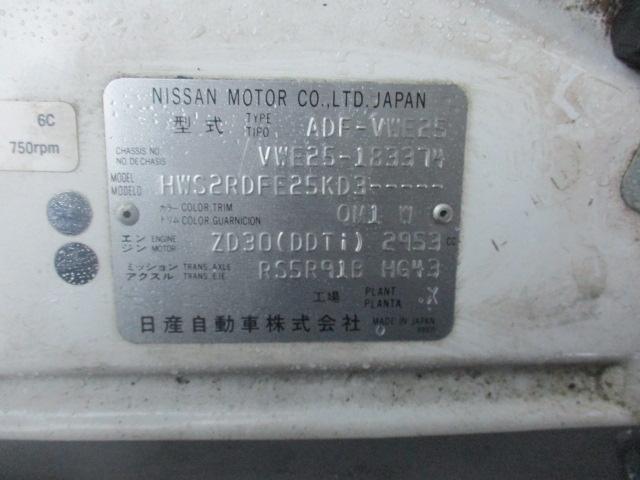 NISSAN MOTOR CO.,LTD.JAPAN
型式 TYPE TIPO ADF-VWE25
CHASSIS NO. NO. DE CHASIS VWE25-183374
MODEL MODELO HWS2RDFE25KD3-----
カラー COLOR,TRIM
トリム COLOR,GUARNICION QM1 W
エンジン ENGINE MOTOR ZD30(DDTi) 2953 CC
ミッション TRANS.AXLE
アクスル TRANS.EJE RS5R91B HG43
工場 PLANT PLANTA X
日産自動車株式会社 MADE IN JAPAN
6C
750rpm